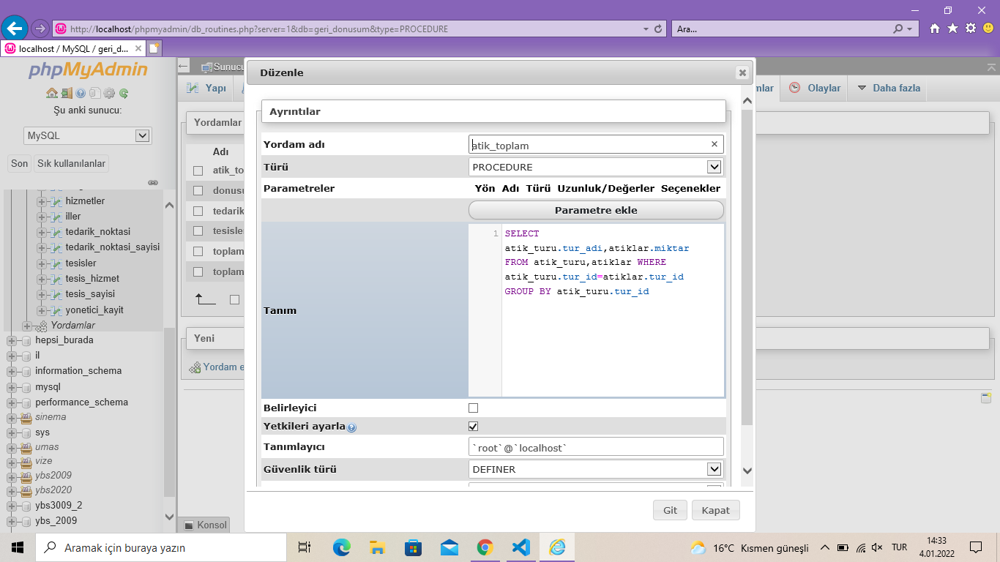 http://localhost/phpmyadmin/db_routines.php?server=1&db=geri_donusum&type=PROCEDURE
Ara...
localhost / MySQL / geri_d...
phpMyAdmin
Şu anki sunucu:
MySQL
Son
Sık kullanılanlar
hizmetler
iller
tedarik_noktasi
tedarik_noktasi_sayisi
tesisler
tesis_hizmet
tesis_sayisi
yonetici_kayit
Yordamlar
hepsi_burada
il
information_schema
mysql
performance_schema
sinema
sys
umas
vize
ybs2009
ybs2020
ybs3009_2
ybs_2009
Sunucu
Yapı
mlar
Olaylar
Daha fazla
Yordamlar
Adı
atik_to
donusu
tedarik
tesisler
toplam
toplam
Yeni
Yordam e
Konsol
Düzenle
Ayrıntılar
Yordam adı
atik_toplam
Türü
PROCEDURE
Parametreler
Yön Adı Türü Uzunluk/Değerler Seçenekler
Parametre ekle
Tanım
1 SELECT
atik_turu.tur_adi,atiklar.miktar
FROM atik_turu,atiklar WHERE
atik_turu.tur_id=atiklar.tur_id
GROUP BY atik_turu.tur_id
Belirleyici
Yetkileri ayarla
Tanımlayıcı
`root`@`localhost`
Güvenlik türü
DEFINER
Git
Kapat
Aramak için buraya yazın
16°C Kısmen güneşli
TUR
14:33
4.01.2022